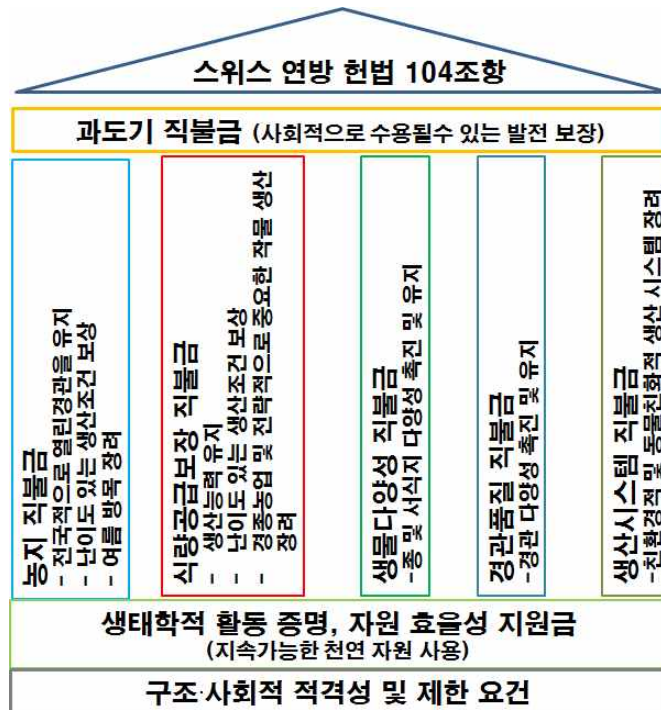 스위스 연방 헌법 104조항
과도기 직불금 (사회적으로 수용될수 있는 발전 보장)
농지 직불금
- 전국적으로 열린경관을 유지
- 난이도 있는 생산조건 보상
- 여름 방목 장려
식량공급보장 직불금
- 생산능력 유지
- 난이도 있는 생산조건 보상
- 경종농업 및 전략적으로중요한 작물 생산
장려
생물다양성 직불금
-종 및 서식지 다양성 촉진 및 유지
경관품질 직불금
-경관 다양성 촉진 및 유지
생산시스템 직불금
- 친환경적 및 동물친화적 생산 시스템 장려
생태학적 활동 증명, 자원 효율성 지원금
(지속가능한 천연 자원 사용)
구조·사회적 적격성 및 제한 요건